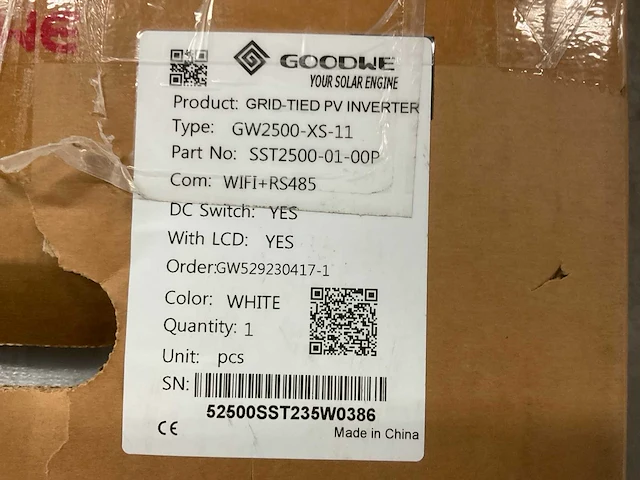 GOODWE
YOUR SOLAR ENGINE
Product: GRID-TIED PV INVERTER
Type: GW2500-XS-11
Part No: SST2500-01-00P
Com: WIFI+RS485
DC Switch: YES
With LCD: YES
Order:GW529230417-1
Color: WHITE
Quantity: 1
Unit: pcs
SN:
52500SST235W0386
CE
Made in China